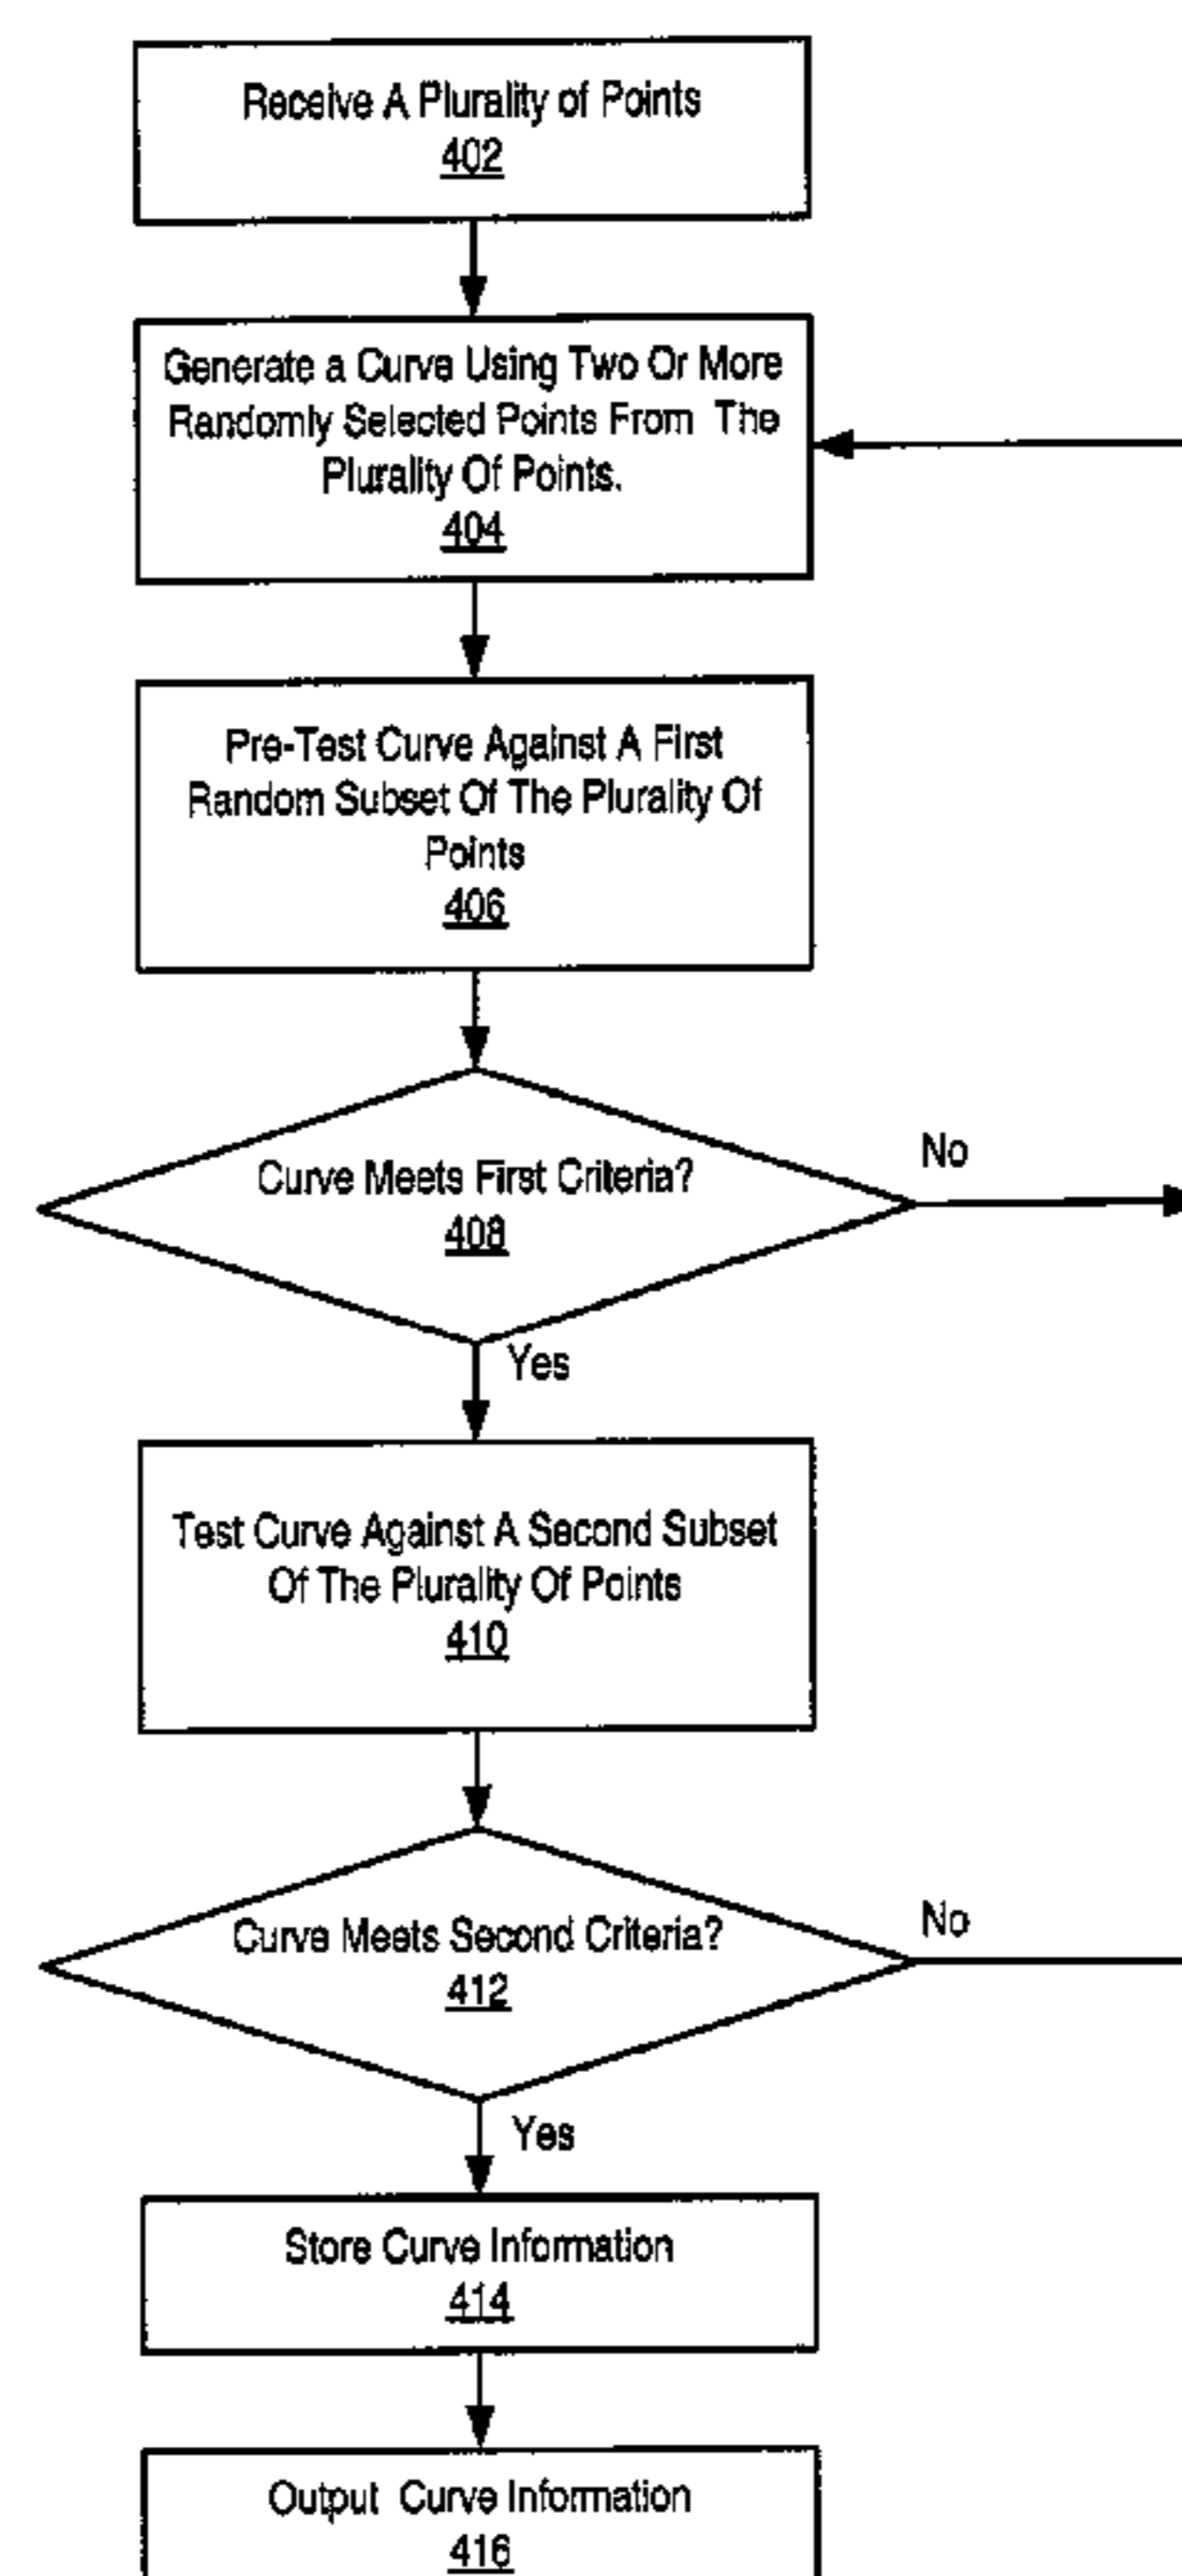 Receive A Plurality of Points
402
Generate a Curve Using Two Or More
Randomly Selected Points From The
Plurality Of Points.
404
Pre-Test Curve Against A First
Random Subset Of The Plurality Of
Points
406
Curve Meets First Criteria?
408
No
Yes
Test Curve Against A Second Subset
Of The Plurality Of Points
410
Curve Meets Second Criteria?
412
No
Yes
Store Curve Information
414
Output Curve Information
416